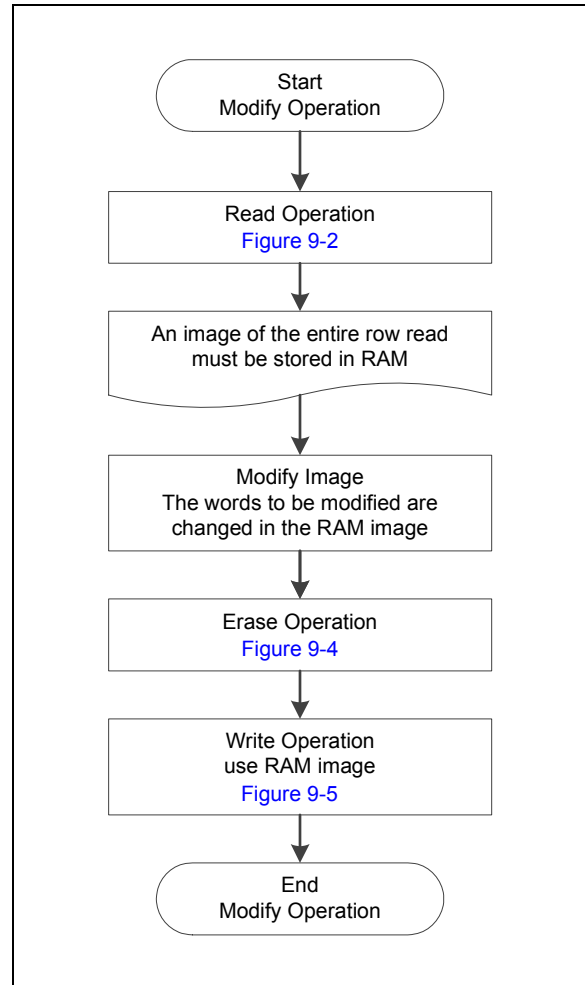 Start
Modify Operation
Read Operation
Figure 9-2
An image of the entire row read
must be stored in RAM
Modify Image
The words to be modified are
changed in the RAM image
Erase Operation
Figure 9-4
Write Operation
use RAM image
Figure 9-5
End
Modify Operation